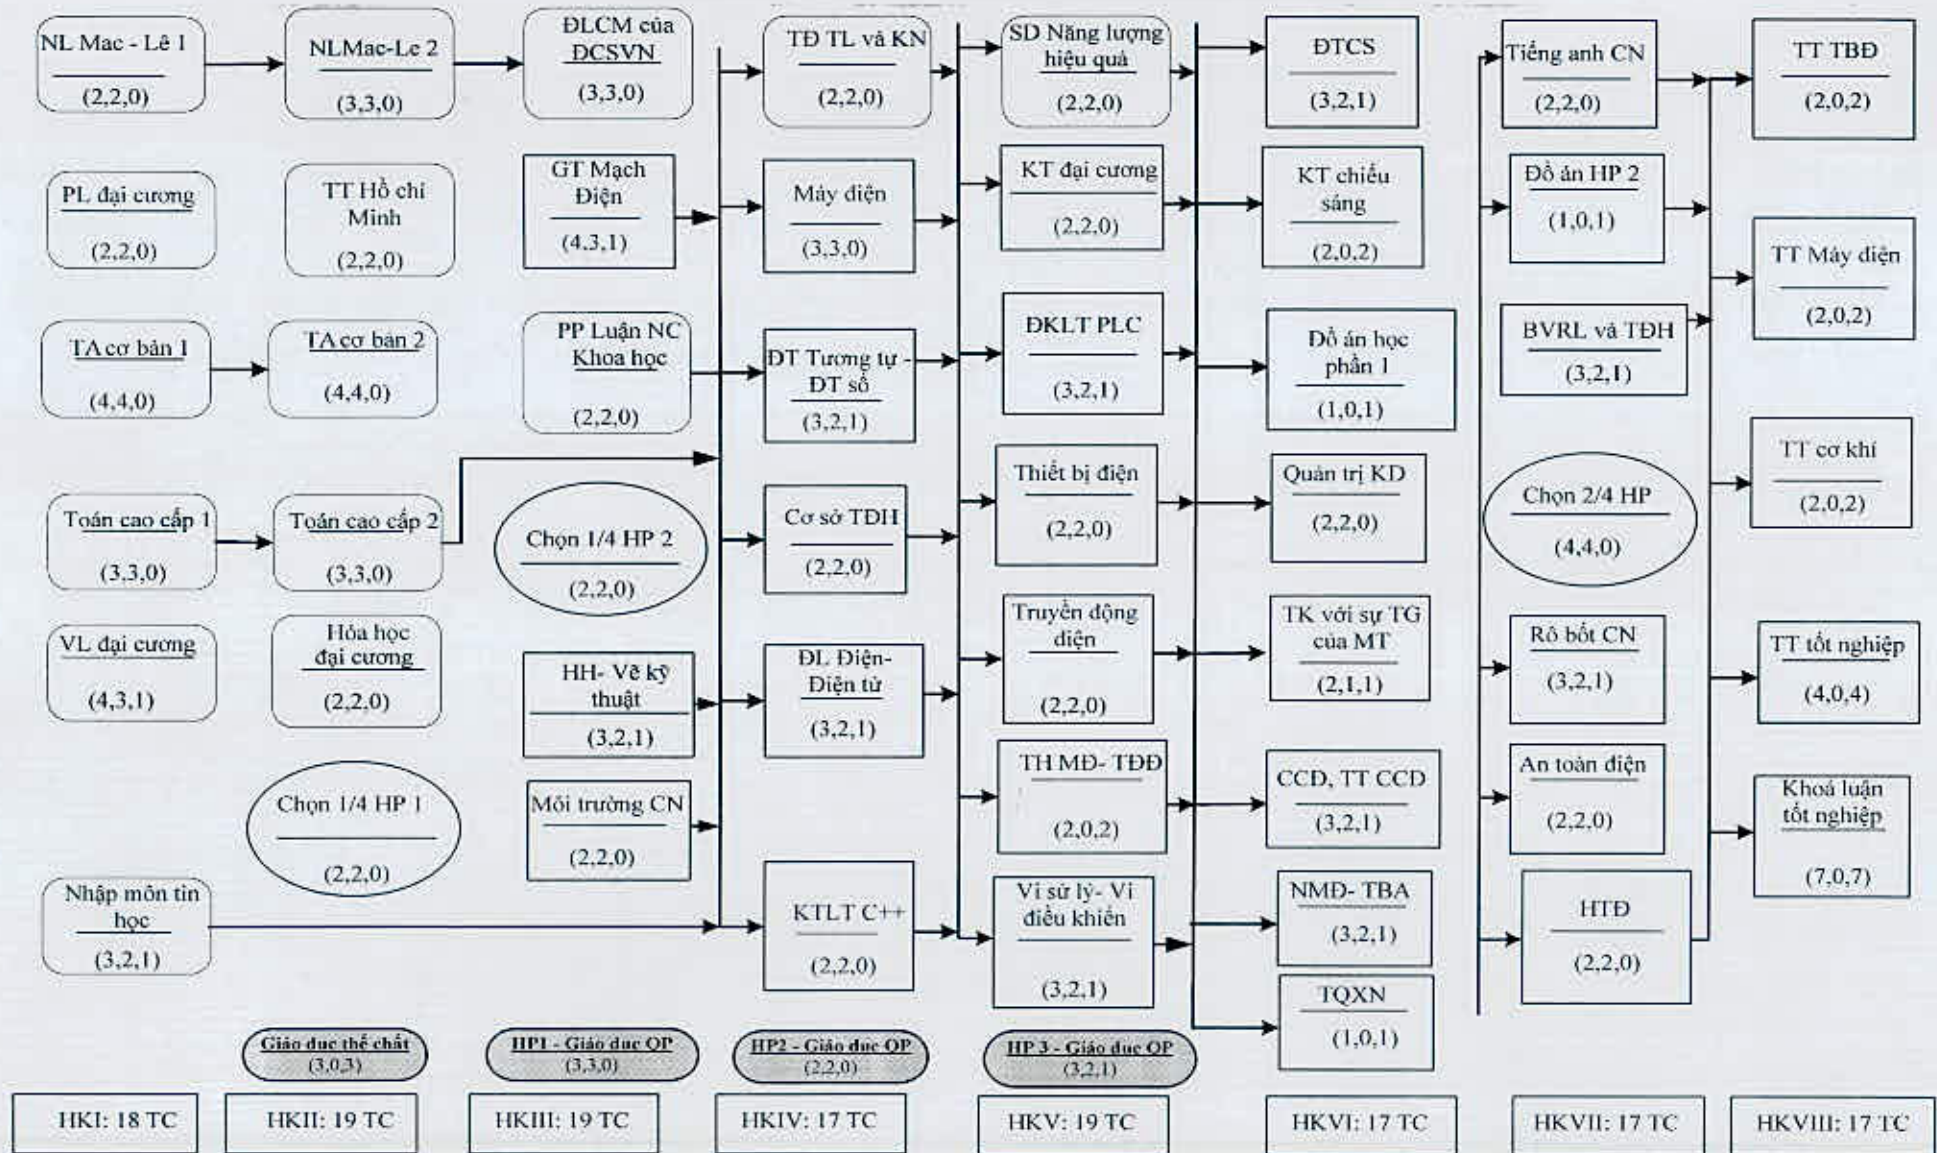 NL Mac - Lê 1
(2,2,0)
PL đại cương
(2,2,0)
TA cơ bản 1
(4,4,0)
Toán cao cấp 1
(3,3,0)
VL đại cương
(4,3,1)
Nhập môn tin
học
(3,2,1)
NLMac-Le 2
(3,3,0)
TT Hồ chí
Minh
(2,2,0)
TA cơ bản 2
(4,4,0)
Toán cao cấp 2
(3,3,0)
Hóa học
đại cương
(2,2,0)
Chọn 1/4 HP 1
(2,2,0)
Giáo dục thể chất
(3,0,3)
ĐLCM của
ĐCSVN
(3,3,0)
GT Mạch
Điện
(4,3,1)
PP Luận NC
Khoa học
(2,2,0)
Chọn 1/4 HP 2
(2,2,0)
HH- Vẽ kỹ
thuật
(3,2,1)
Môi trường CN
(2,2,0)
HP1 - Giáo dục QP
(3,3,0)
TĐ TL và KN
(2,2,0)
Máy điện
(3,3,0)
ĐT Tương tự -
ĐT số
(3,2,1)
Cơ sở TĐH
(2,2,0)
ĐL Điện-
Điện tử
(3,2,1)
KTLT C++
(2,2,0)
HP2 - Giáo dục QP
(2,2,0)
SD Năng lượng
hiệu quả
(2,2,0)
KT đại cương
(2,2,0)
ĐKLT PLC
(3,2,1)
Thiết bị điện
(2,2,0)
Truyền động
điện
(2,2,0)
TH MĐ- TĐĐ
(2,0,2)
Vi sử lý- Vi
điều khiển
(3,2,1)
HP 3 - Giáo dục QP
(3,2,1)
ĐTCS
(3,2,1)
KT chiếu
sáng
(2,0,2)
Đồ án học
phần 1
(1,0,1)
Quản trị KD
(2,2,0)
TK với sự TG
của MT
(2,1,1)
CCĐ, TT CCĐ
(3,2,1)
NMĐ- TBA
(3,2,1)
TQXN
(1,0,1)
Tiếng anh CN
(2,2,0)
Đồ án HP 2
(1,0,1)
BVRL và TĐH
(3,2,1)
Chọn 2/4 HP
(4,4,0)
Rô bốt CN
(3,2,1)
An toàn điện
(2,2,0)
HTĐ
(2,2,0)
TT TBĐ
(2,0,2)
TT Máy điện
(2,0,2)
TT cơ khí
(2,0,2)
TT tốt nghiệp
(4,0,4)
Khoá luận
tốt nghiệp
(7,0,7)
HKI: 18 TC
HKII: 19 TC
HKIII: 19 TC
HKIV: 17 TC
HKV: 19 TC
HKVI: 17 TC
HKVII: 17 TC
HKVIII: 17 TC